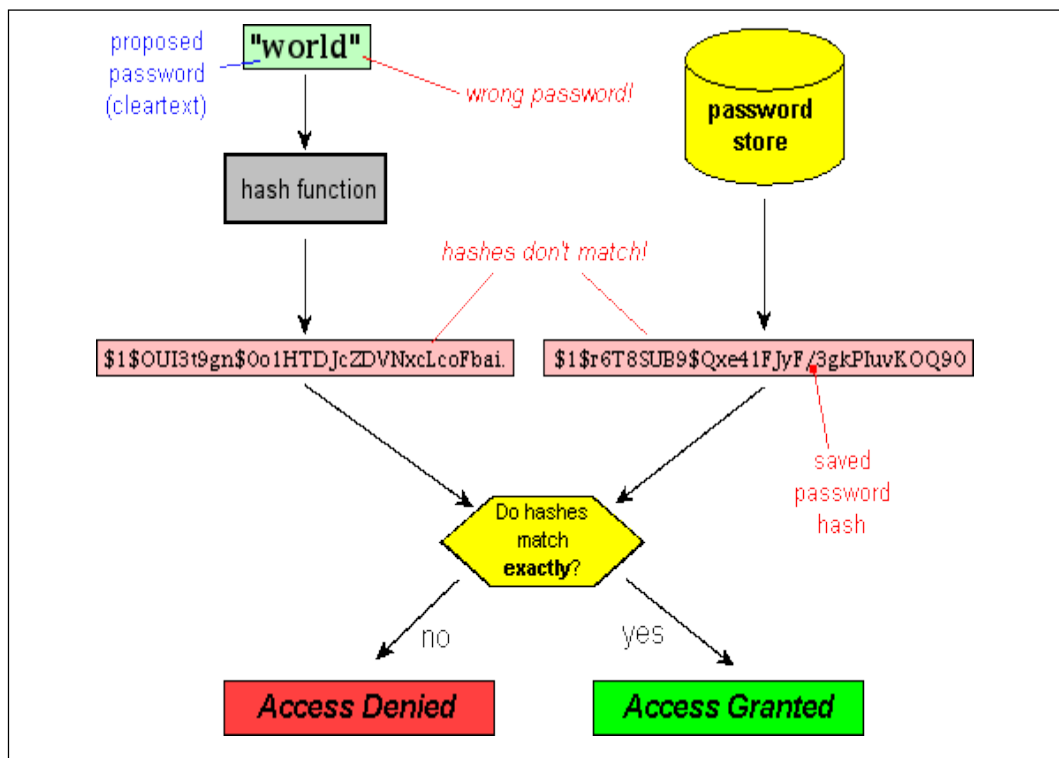 proposed
password
(cleartext)
"world"
wrong password!
password
store
hash function
hashes don't match!
$1$OUI3t9gn$0o1HTDJcZDVNxcLcoFbai.
$1$r6T8SUB9$Qxe41FJyF/3gkPIuvKOQ90
saved
password
hash
Do hashes
match
exactly?
no
yes
Access Denied
Access Granted